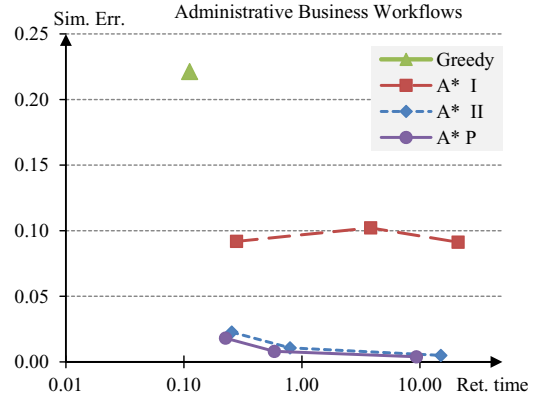 Administrative Business Workflows
Sim. Err.
0.25
0.20
0.15
0.10
0.05
0.00
Greedy
A* I
A* II
A* P
0.01 0.10 1.00 10.00 Ret. time